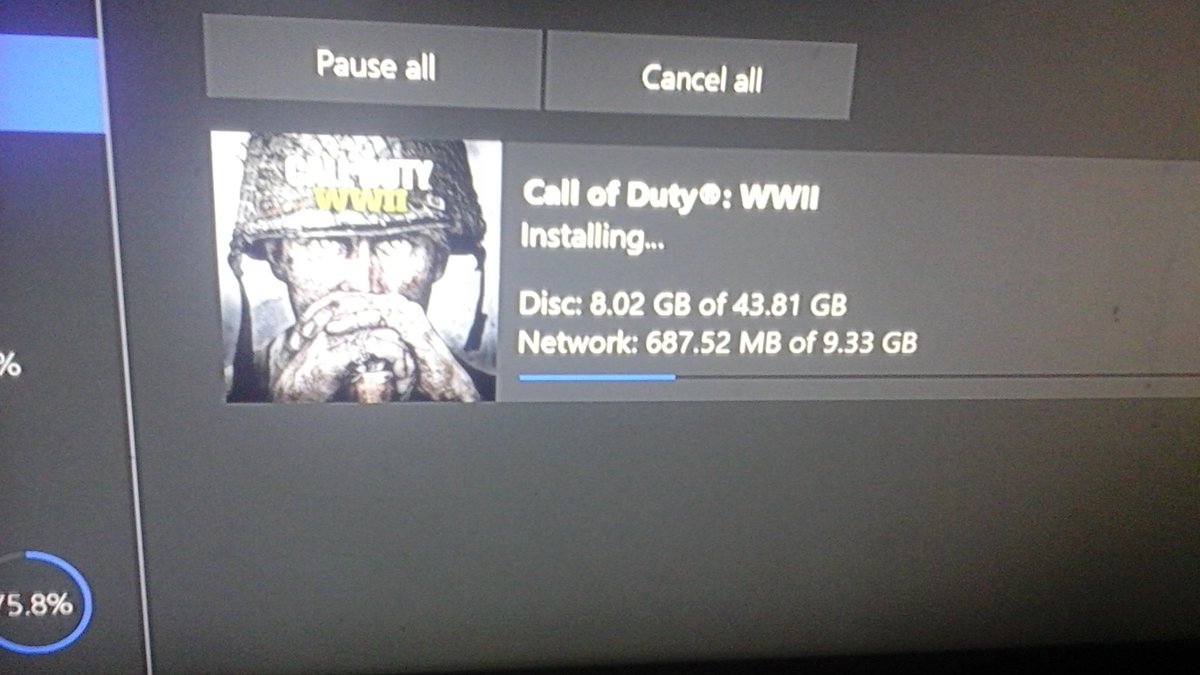 Pause all
Cancel all
CALL OF DUTY
WWII
Call of Duty®: WWII
Installing...
Disc: 8.02 GB of 43.81 GB
Network: 687.52 MB of 9.33 GB
%
75.8%